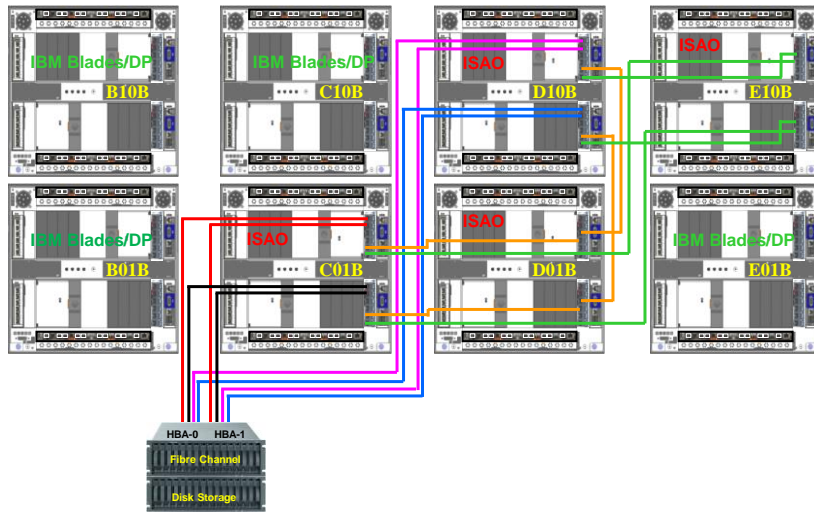 IBM Blades/DP
B10B
IBM Blades/DP
C10B
ISAO
D10B
ISAO
E10B
IBM Blades/DP
B01B
ISAO
C01B
ISAO
D01B
IBM Blades/DP
E01B
HBA-0 HBA-1
Fibre Channel
Disk Storage